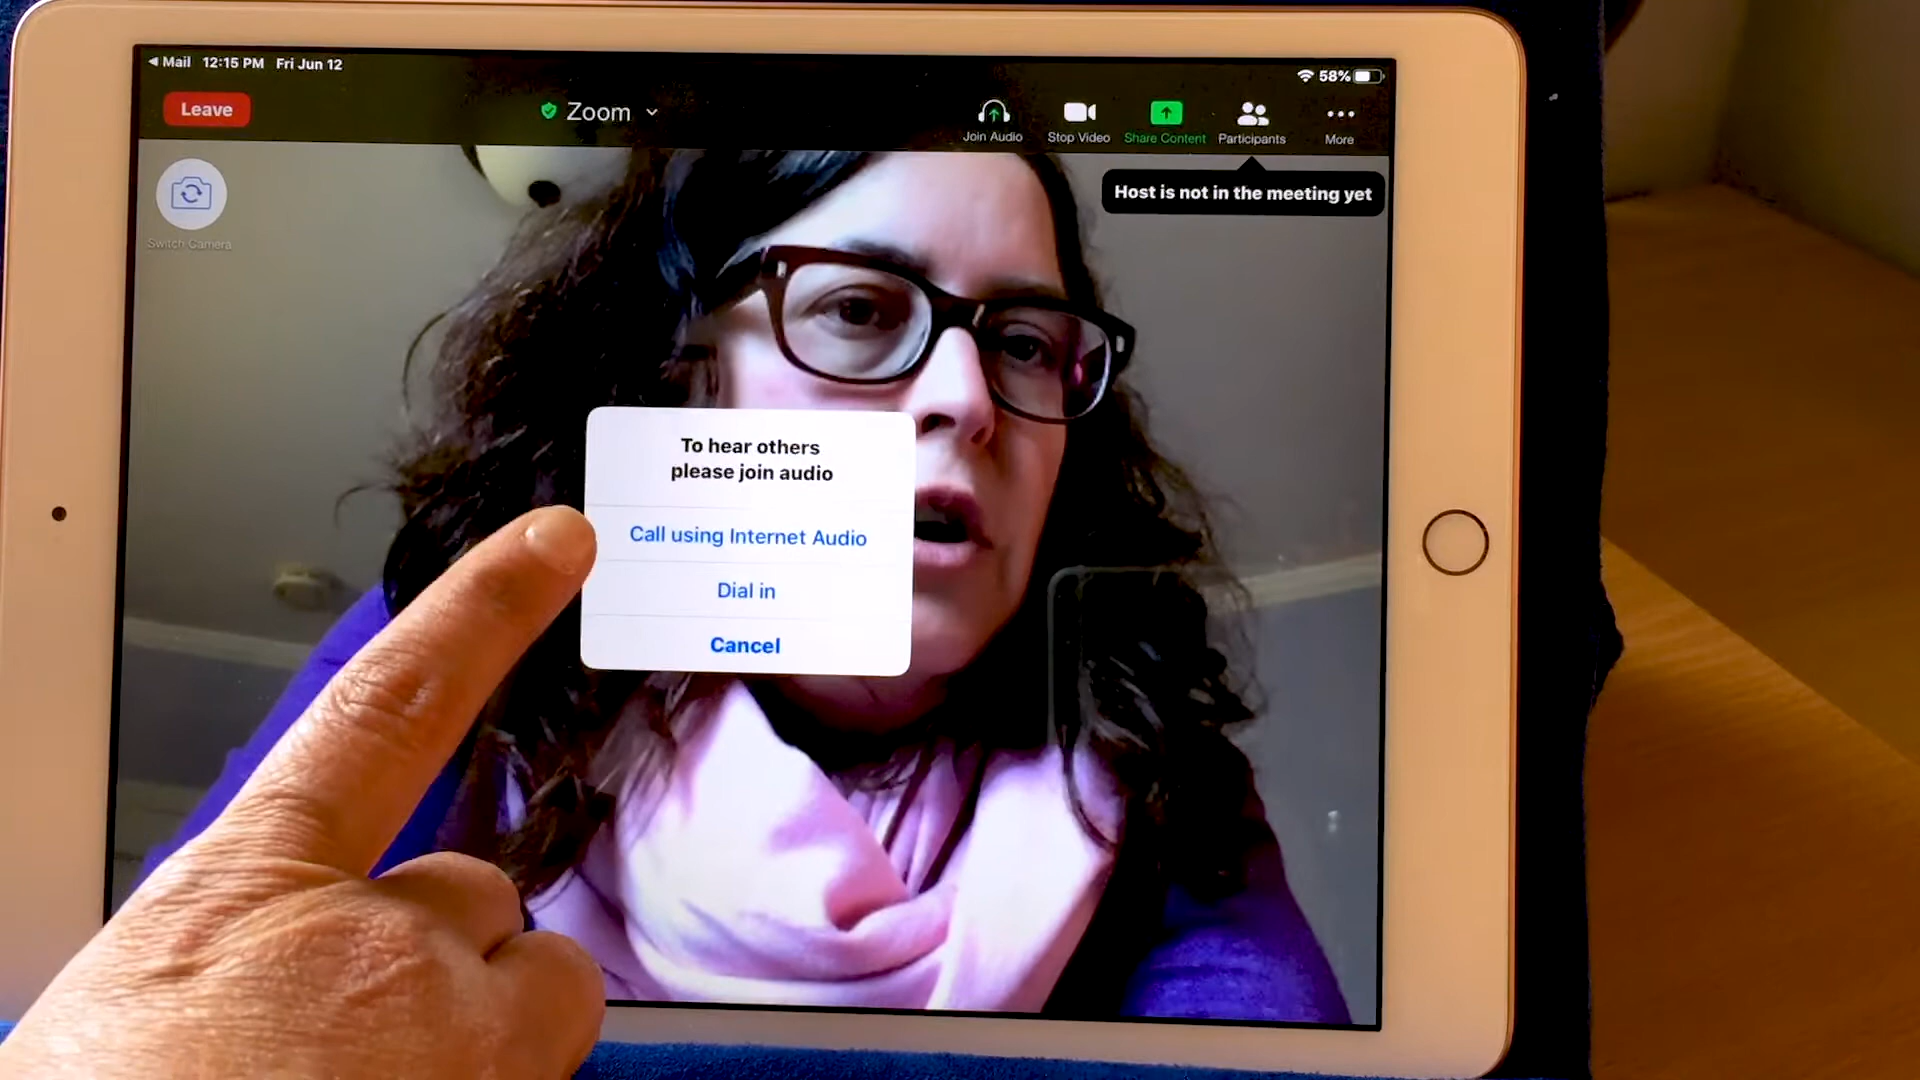 Mail 12:15 PM Fri Jun 12
58%
Leave
Zoom
Join Audio
Stop Video
Share Content
Participants
More
Host is not in the meeting yet
Switch Camera
To hear others
please join audio
Call using Internet Audio
Dial in
Cancel